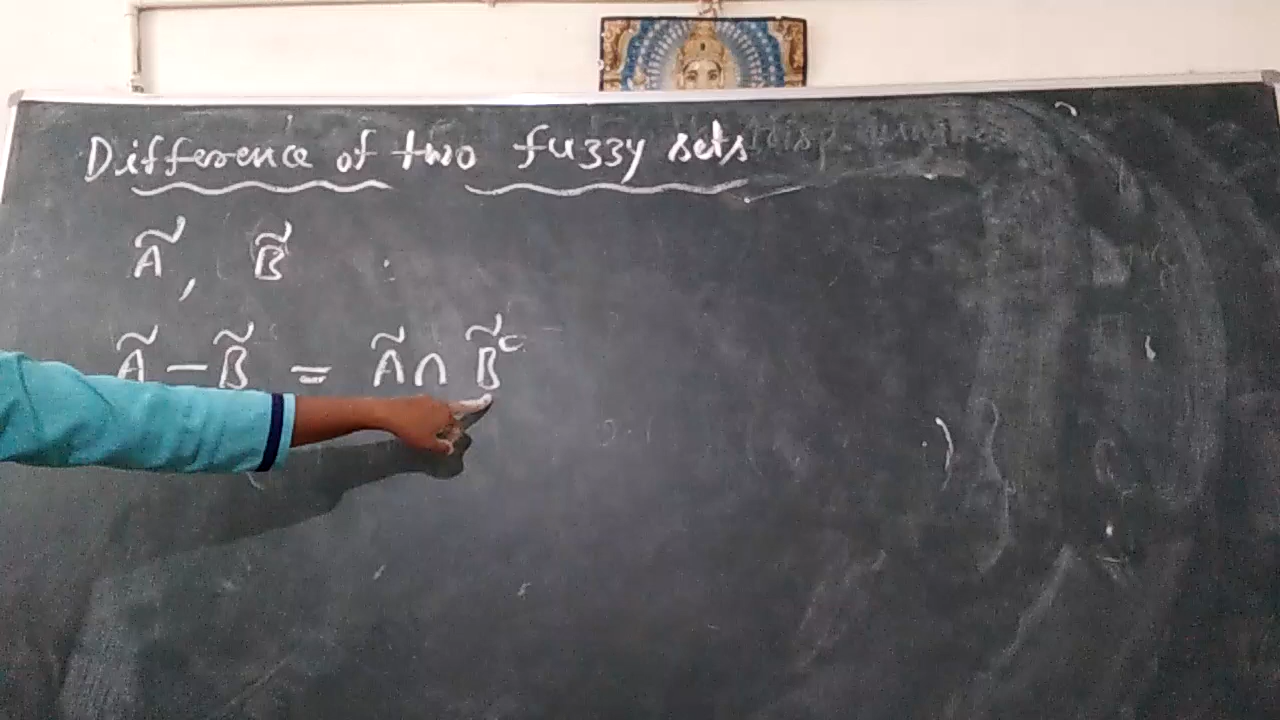 Difference of two fuzzy sets
Ã, B̃
Ã − B̃ = Ã ∩ B̃ᶜ